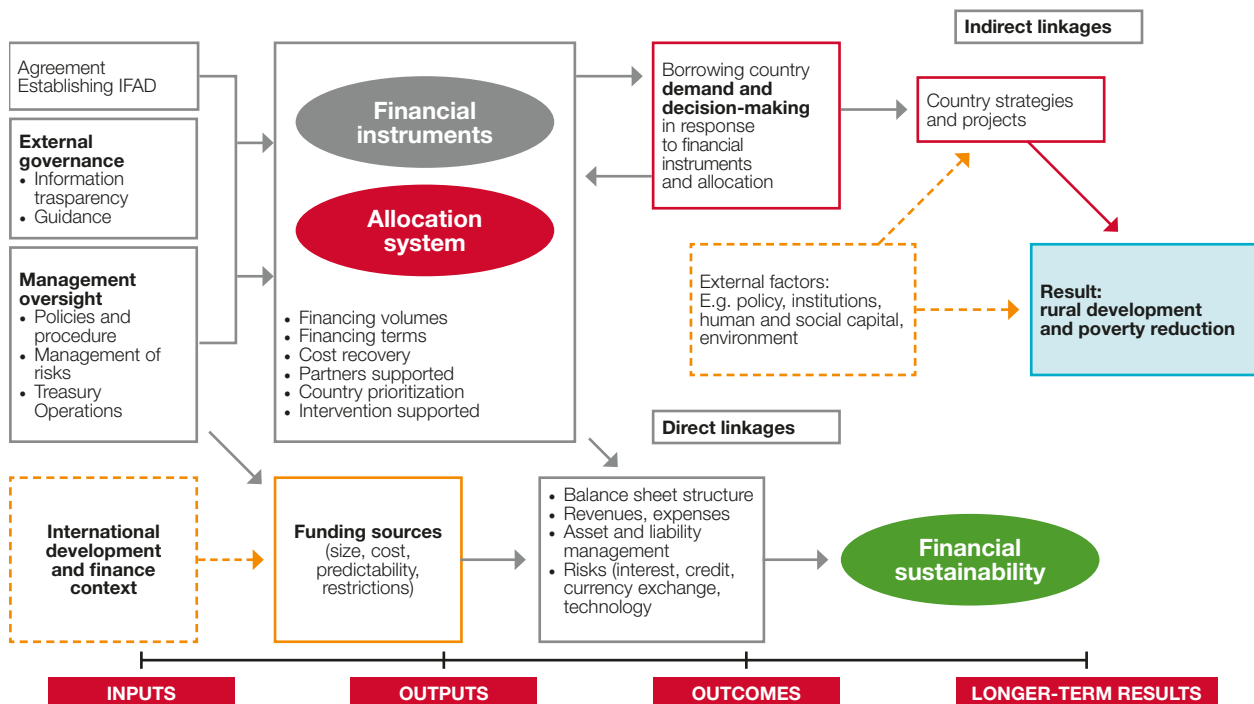 Indirect linkages
Agreement
Establishing IFAD
External
governance
• Information
trasparency
• Guidance
Management
oversight
• Policies and
procedure
• Management of
risks
• Treasury
Operations
Financial
instruments
Allocation
system
• Financing volumes
• Financing terms
• Cost recovery
• Partners supported
• Country prioritization
• Intervention supported
Borrowing country
demand and
decision-making
in response
to financial
instruments
and allocation
Country strategies
and projects
External factors:
E.g. policy, institutions,
human and social capital,
environment
Result:
rural development
and poverty reduction
Direct linkages
International
development
and finance
context
Funding sources
(size, cost,
predictability,
restrictions)
• Balance sheet structure
• Revenues, expenses
• Asset and liability
management
• Risks (interest, credit,
currency exchange,
technology
Financial
sustainability
INPUTS
OUTPUTS
OUTCOMES
LONGER-TERM RESULTS